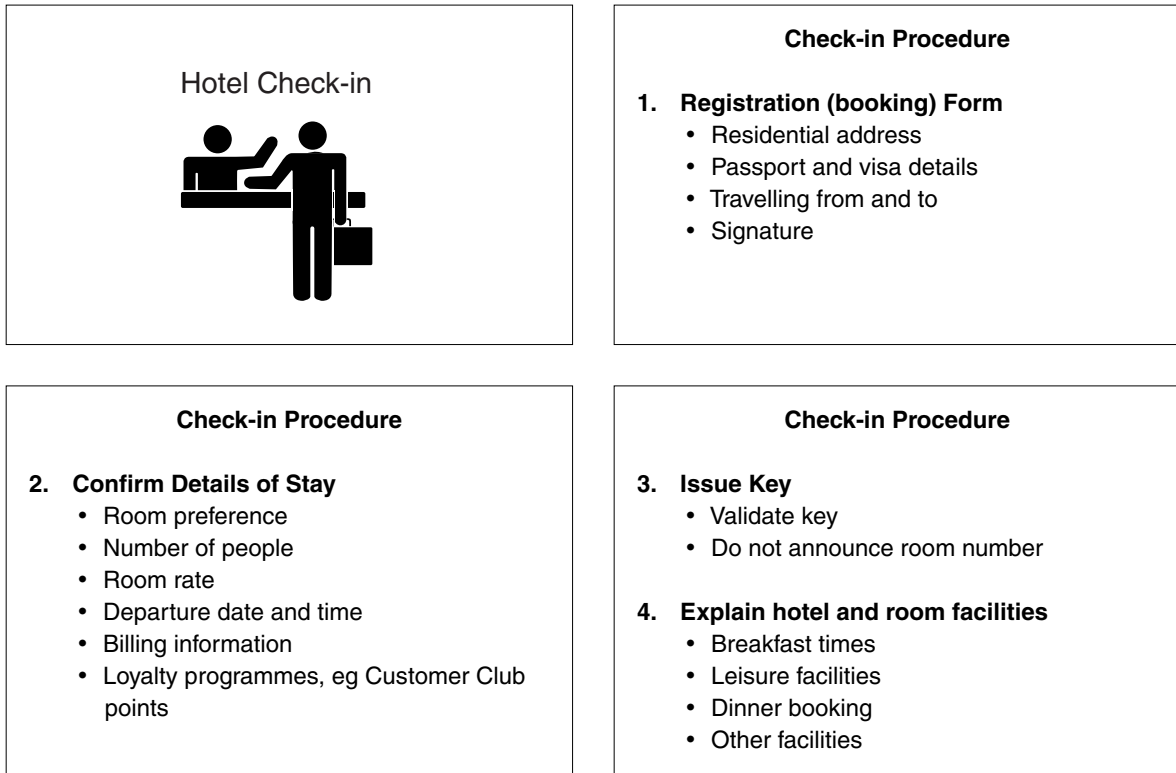 Hotel Check-in
Check-in Procedure
1. Registration (booking) Form
• Residential address
• Passport and visa details
• Travelling from and to
• Signature
Check-in Procedure
2. Confirm Details of Stay
• Room preference
• Number of people
• Room rate
• Departure date and time
• Billing information
• Loyalty programmes, eg Customer Club
points
Check-in Procedure
3. Issue Key
• Validate key
• Do not announce room number
4. Explain hotel and room facilities
• Breakfast times
• Leisure facilities
• Dinner booking
• Other facilities